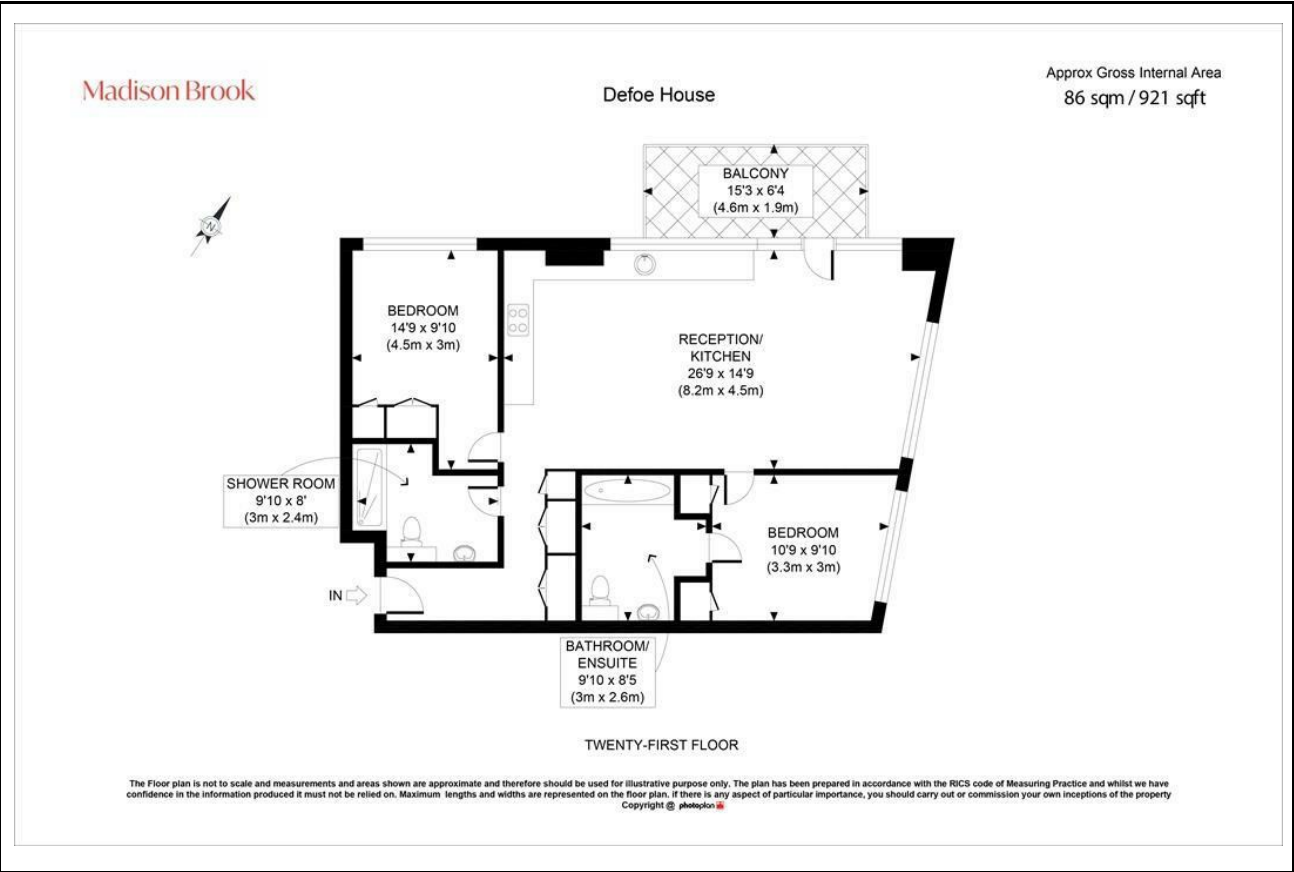 Madison Brook
Defoe House
Approx Gross Internal Area
86 sqm / 921 sqft
BALCONY
15'3 x 6'4
(4.6m x 1.9m)
N
BEDROOM
14'9 x 9'10
(4.5m x 3m)
RECEPTION/
KITCHEN
26'9 x 14'9
(8.2m x 4.5m)
SHOWER ROOM
9'10 x 8'
(3m x 2.4m)
BEDROOM
10'9 x 9'10
(3.3m x 3m)
IN
BATHROOM/
ENSUITE
9'10 x 8'5
(3m x 2.6m)
TWENTY-FIRST FLOOR
The Floor plan is not to scale and measurements and areas shown are approximate and therefore should be used for illustrative purpose only. The plan has been prepared in accordance with the RICS code of Measuring Practice and whilst we have
confidence in the information produced it must not be relied on. Maximum lengths and widths are represented on the floor plan. if there is any aspect of particular importance, you should carry out or commission your own inceptions of the property
Copyright @ photoplan